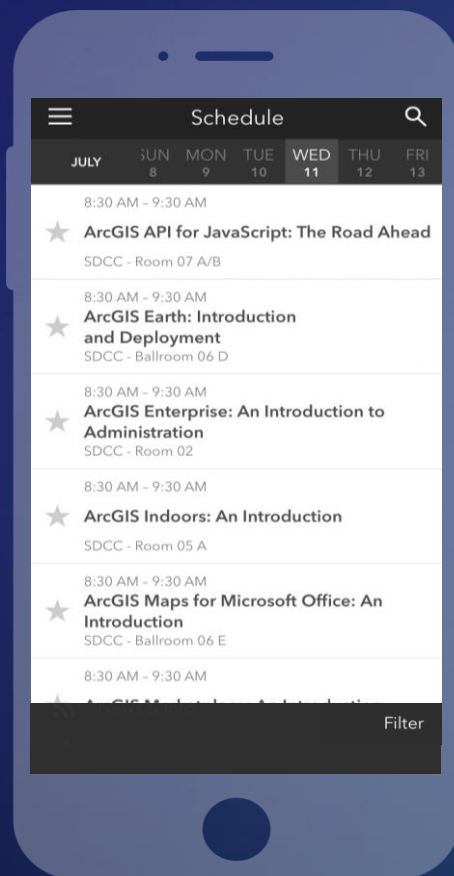 Schedule
JULY
SUN MON TUE WED THU FRI
8 9 10 11 12 13
8:30 AM – 9:30 AM
ArcGIS API for JavaScript: The Road Ahead
SDCC - Room 07 A/B
8:30 AM – 9:30 AM
ArcGIS Earth: Introduction
and Deployment
SDCC - Ballroom 06 D
8:30 AM – 9:30 AM
ArcGIS Enterprise: An Introduction to
Administration
SDCC - Room 02
8:30 AM – 9:30 AM
ArcGIS Indoors: An Introduction
SDCC - Room 05 A
8:30 AM – 9:30 AM
ArcGIS Maps for Microsoft Office: An
Introduction
SDCC - Ballroom 06 E
8:30 AM – 9:30 AM
Filter